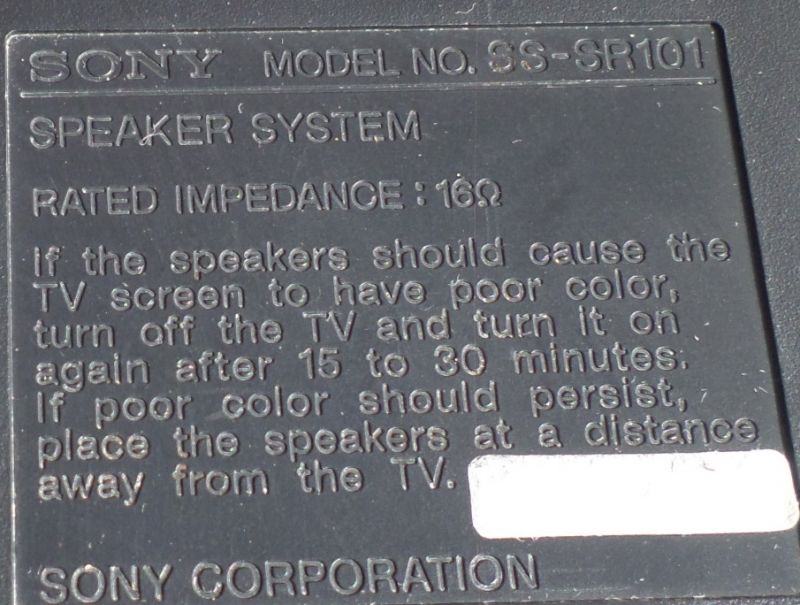 SONY MODEL NO. SS-SR101
SPEAKER SYSTEM
RATED IMPEDANCE : 16Ω
If the speakers should cause the
TV screen to have poor color,
turn off the TV and turn it on
again after 15 to 30 minutes.
If poor color should persist,
place the speakers at a distance
away from the TV.
SONY CORPORATION